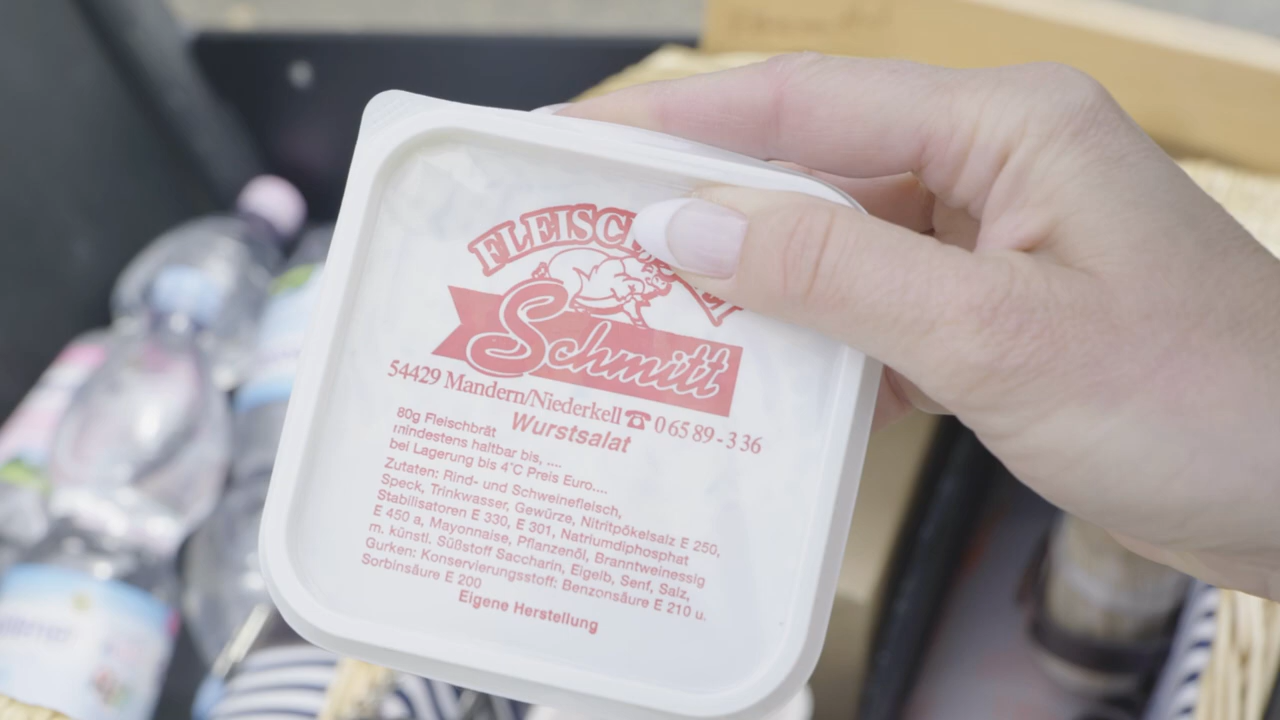 FLEISCH
Schmitt
54429 Mandern/Niederkell ☎ 0 65 89 - 3 36
Wurstsalat
80g Fleischbrät
mindestens haltbar bis, ....
bei Lagerung bis 4°C Preis Euro....
Zutaten: Rind- und Schweinefleisch,
Speck, Trinkwasser, Gewürze, Nitritpökelsalz E 250,
Stabilisatoren E 330, E 301, Natriumdiphosphat
E 450 a, Mayonnaise, Pflanzenöl, Branntweinessig
m. künstl. Süßstoff Saccharin, Eigelb, Senf, Salz,
Gurken: Konservierungsstoff: Benzonsäure E 210 u.
Sorbinsäure E 200
Eigene Herstellung